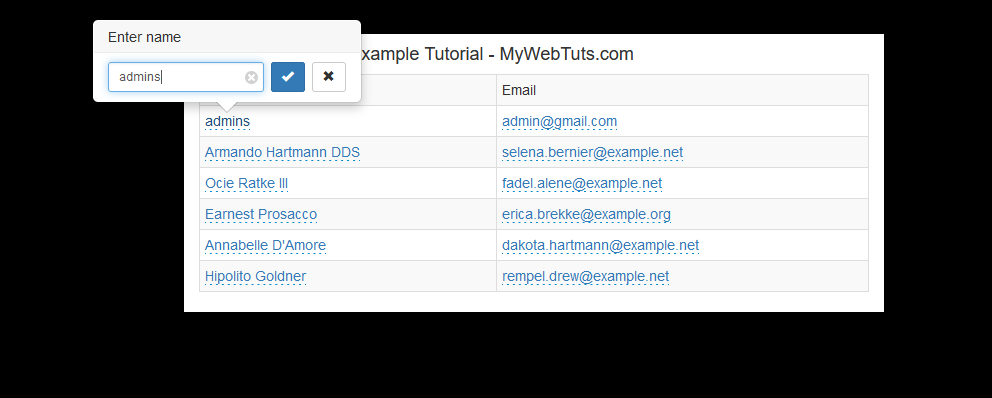 Enter name
admins
xample Tutorial - MyWebTuts.com
Email
admins admin@gmail.com
Armando Hartmann DDS selena.bernier@example.net
Ocie Ratke III fadel.alene@example.net
Earnest Prosacco erica.brekke@example.org
Annabelle D'Amore dakota.hartmann@example.net
Hipolito Goldner rempel.drew@example.net